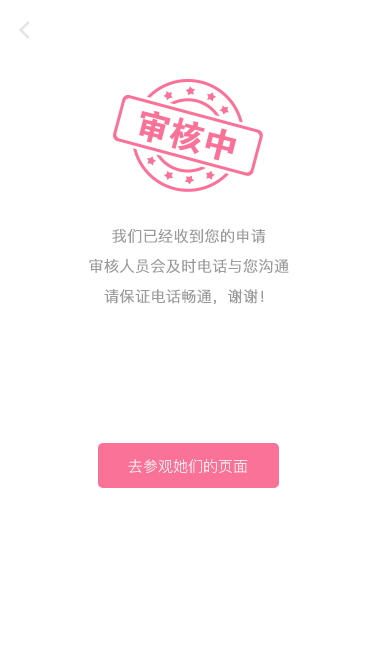 审核中
我们已经收到您的申请
审核人员会及时电话与您沟通
请保证电话畅通，谢谢！
去参观她们的页面